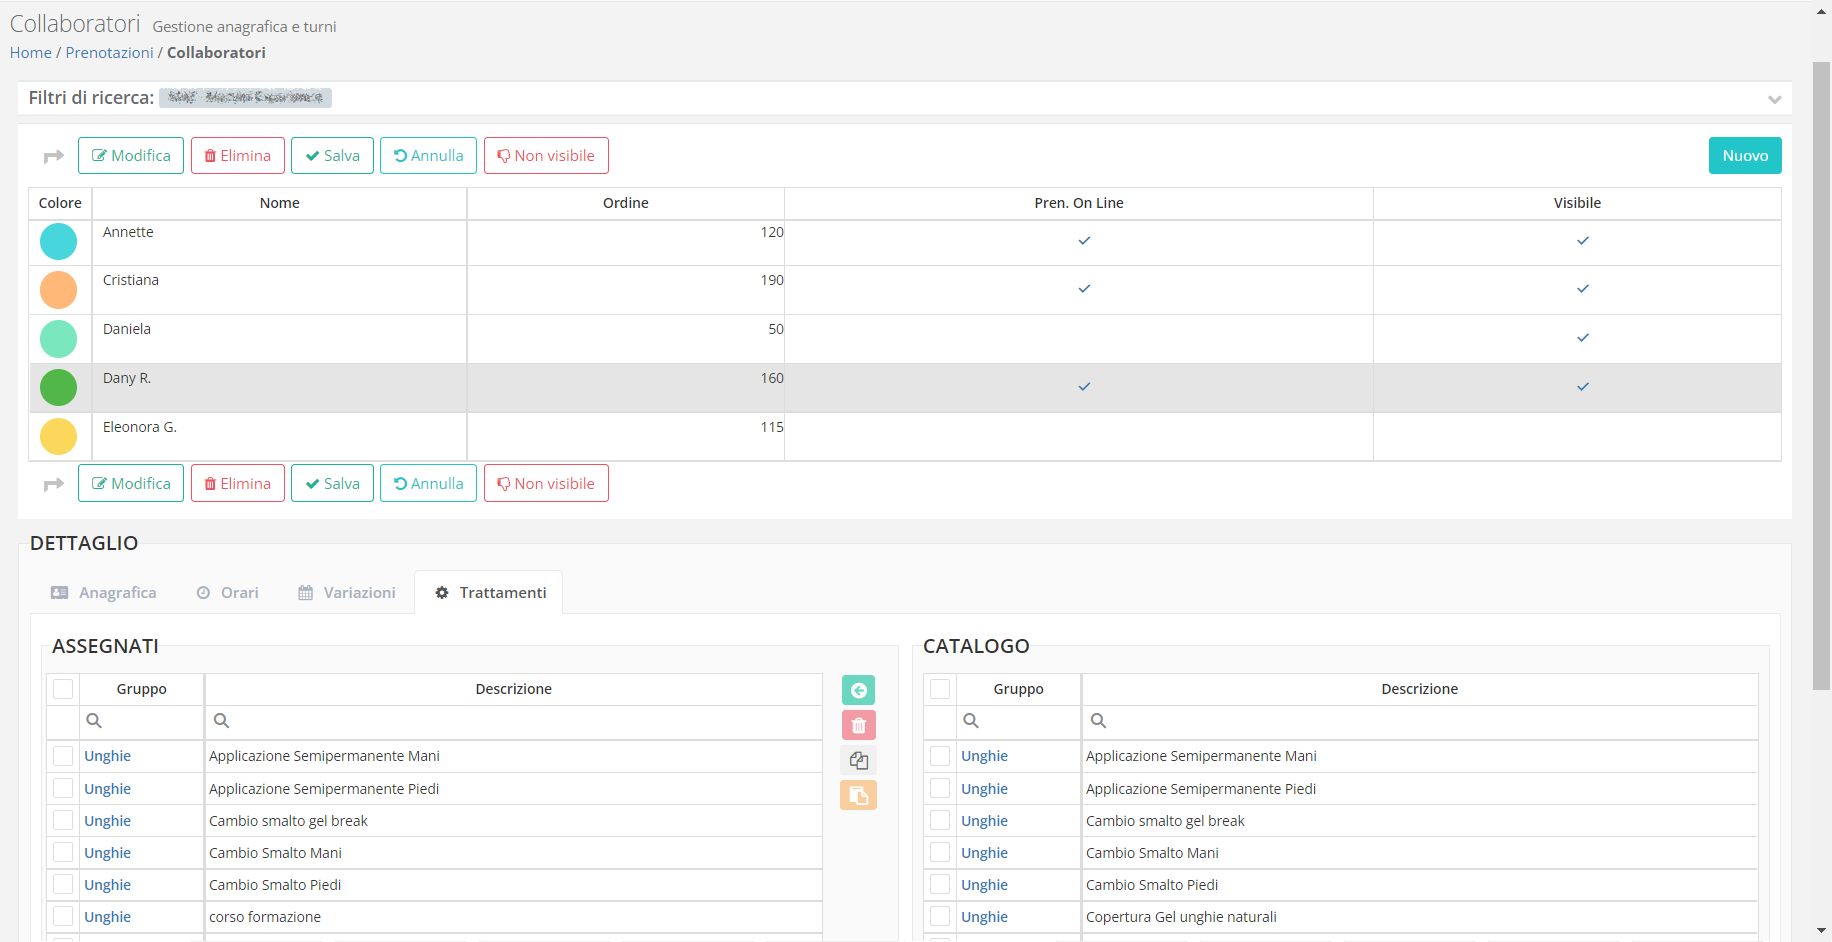 Collaboratori Gestione anagrafica e turni
Home / Prenotazioni / Collaboratori
Filtri di ricerca:
Modifica Elimina Salva Annulla Non visibile Nuovo
Colore Nome Ordine Pren. On Line Visibile
Annette 120
Cristiana 190
Daniela 50
Dany R. 160
Eleonora G. 115
Modifica Elimina Salva Annulla Non visibile
DETTAGLIO
Anagrafica Orari Variazioni Trattamenti
ASSEGNATI CATALOGO
Gruppo Descrizione Gruppo Descrizione
Unghie Applicazione Semipermanente Mani Unghie Applicazione Semipermanente Mani
Unghie Applicazione Semipermanente Piedi Unghie Applicazione Semipermanente Piedi
Unghie Cambio smalto gel break Unghie Cambio smalto gel break
Unghie Cambio Smalto Mani Unghie Cambio Smalto Mani
Unghie Cambio Smalto Piedi Unghie Cambio Smalto Piedi
Unghie corso formazione Unghie Copertura Gel unghie naturali